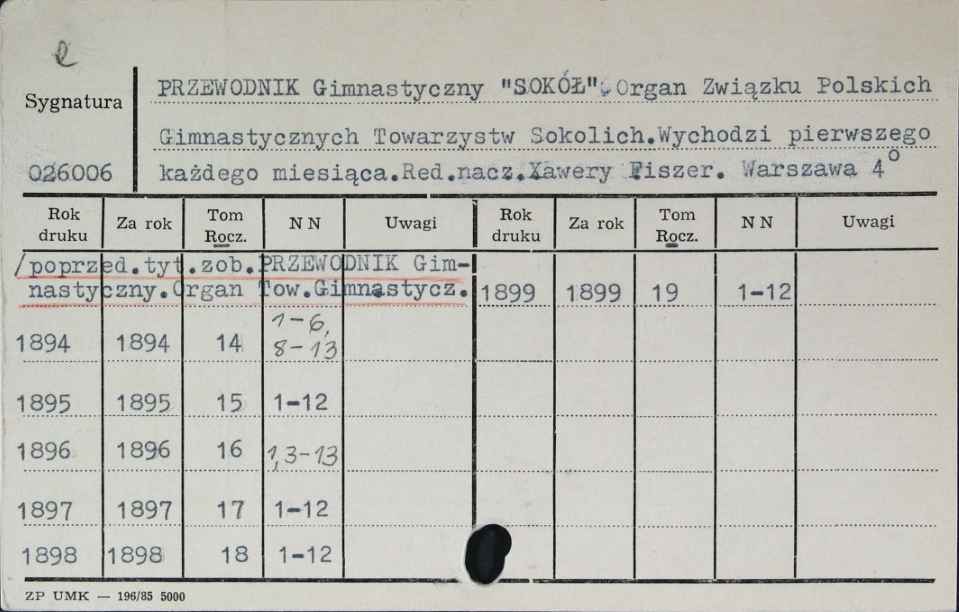 e
PRZEWODNIK Gimnastyczny "SOKÓŁ". Organ Związku Polskich
Sygnatura
Gimnastycznych Towarzystw Sokolich.Wychodzi pierwszego
026006 każdego miesiąca.Red.nacz.Xawery Fiszer. Warszawa 4°
Rok druku Za rok Tom Rocz. NN Uwagi Rok druku Za rok Tom Rocz. NN Uwagi
/poprzed.tyt.zob.PRZEWODNIK Gim-
nastyczny.Organ Tow.Gimnastycz. 1899 1899 19 1-12
1894 1894 14 1-6, 8-13
1895 1895 15 1-12
1896 1896 16 1,3-13
1897 1897 17 1-12
1898 1898 18 1-12
ZP UMK — 196/85 5000